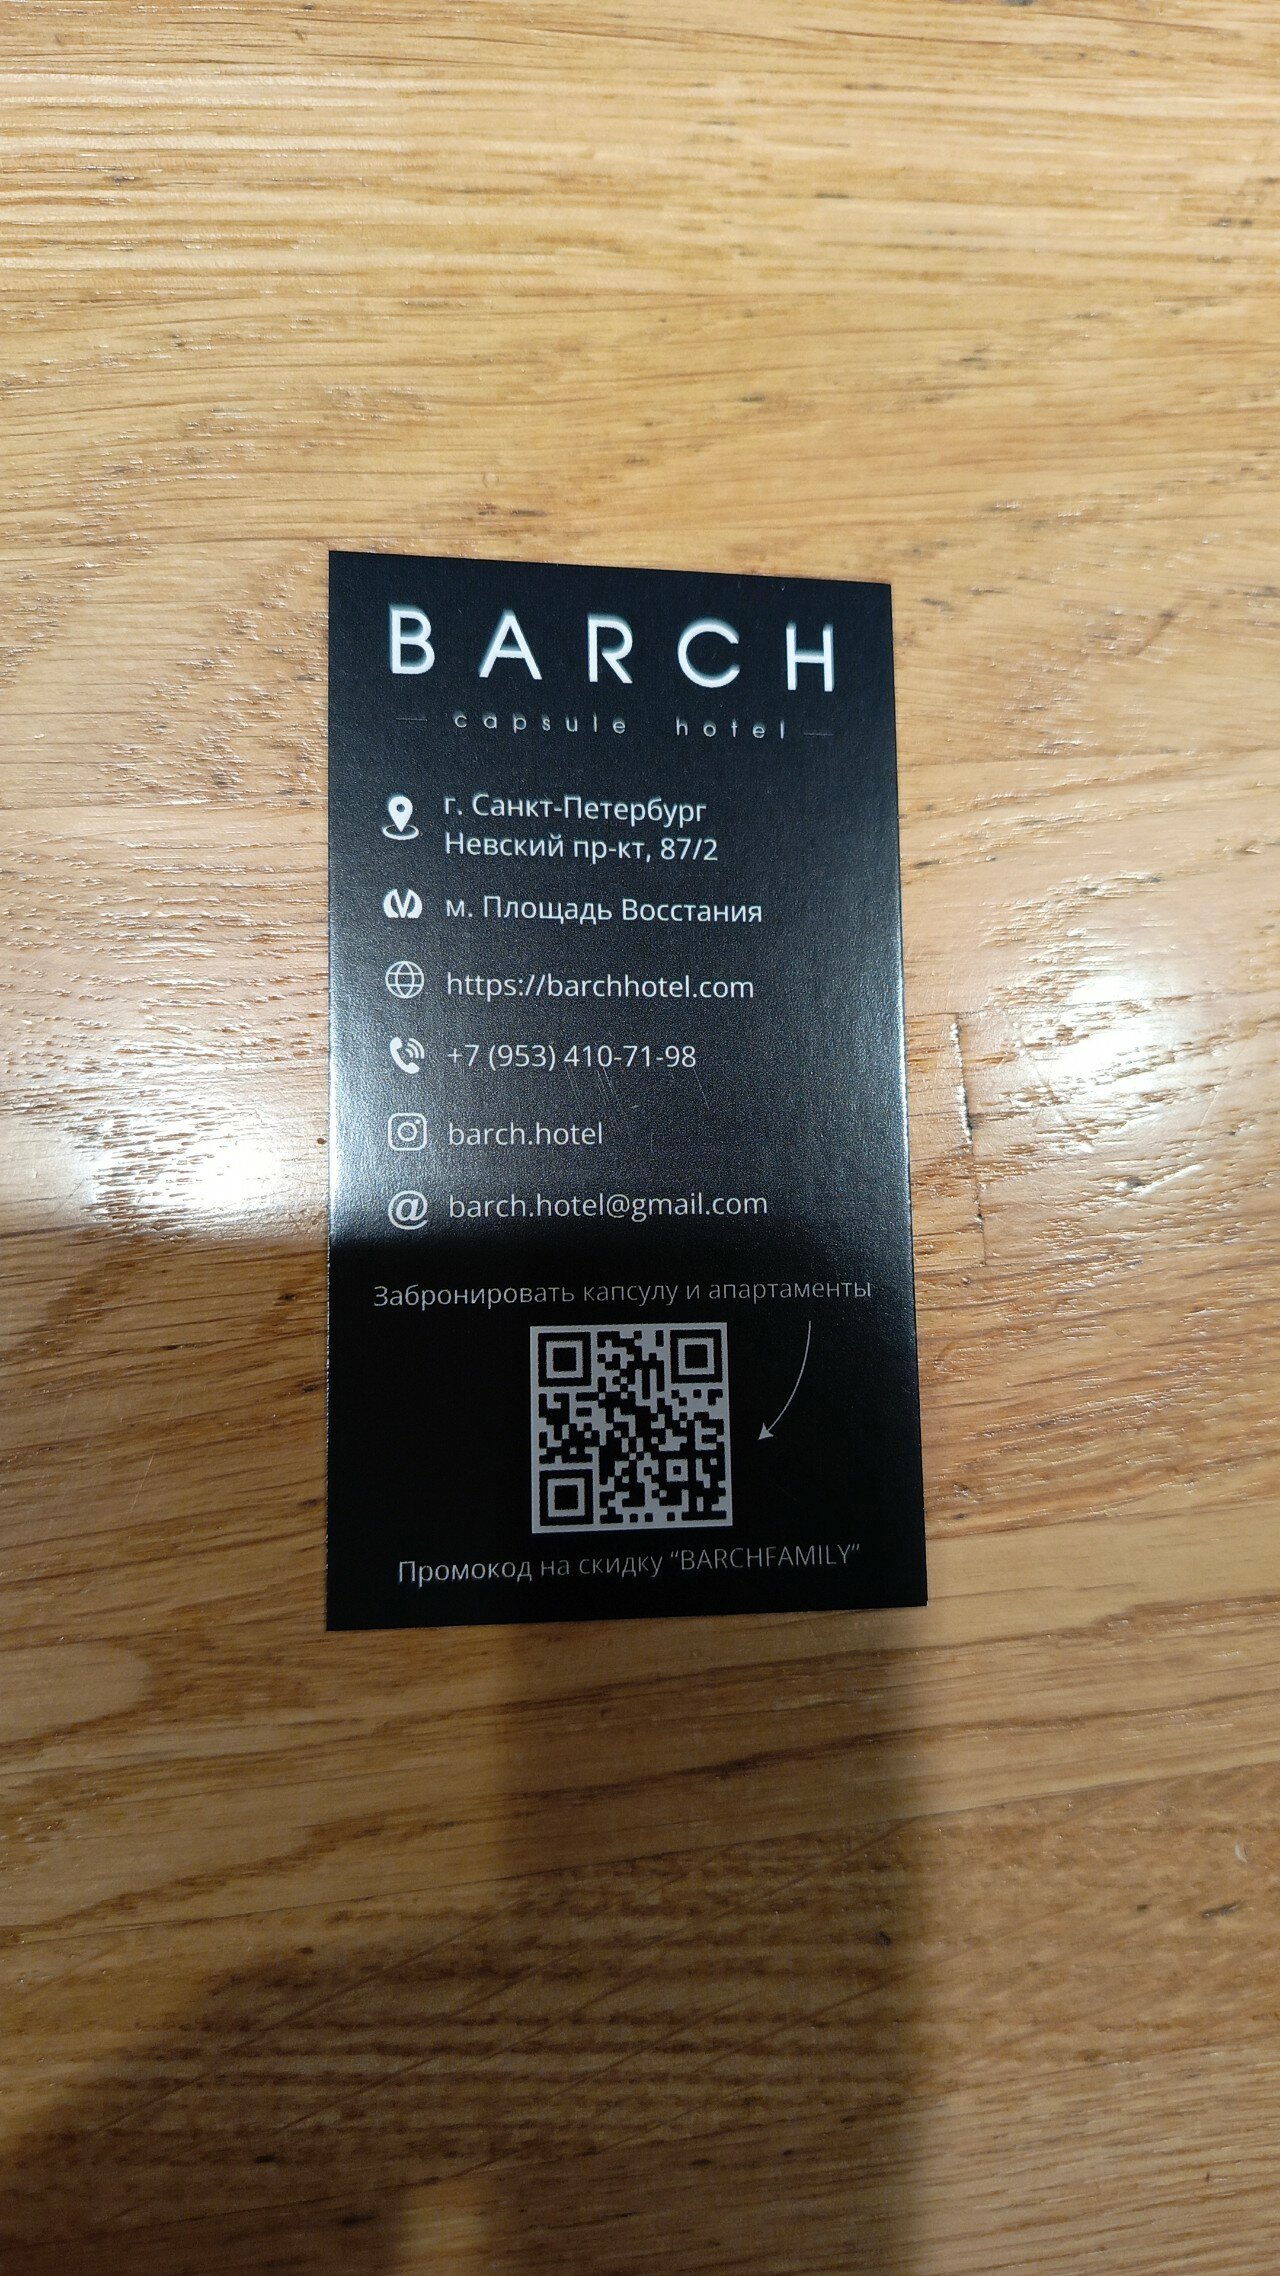 BARCH
capsule hotel
г. Санкт-Петербург
Невский пр-кт, 87/2
м. Площадь Восстания
https://barchhotel.com
+7 (953) 410-71-98
barch.hotel
@ barch.hotel@gmail.com
Забронировать капсулу и апартаменты
Промокод на скидку “BARCHFAMILY”